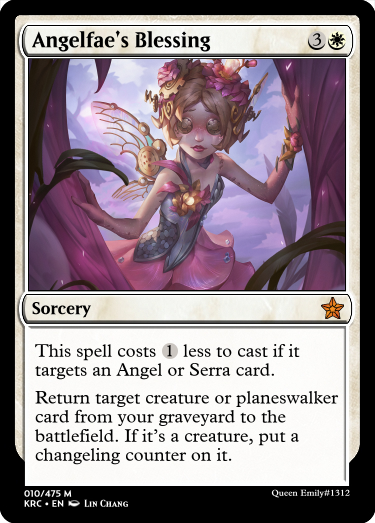 Angelfae's Blessing 3
Sorcery
This spell costs 1 less to cast if it
targets an Angel or Serra card.
Return target creature or planeswalker
card from your graveyard to the
battlefield. If it's a creature, put a
changeling counter on it.
010/475 M
KRC • EN Lin Chang
Queen Emily#1312